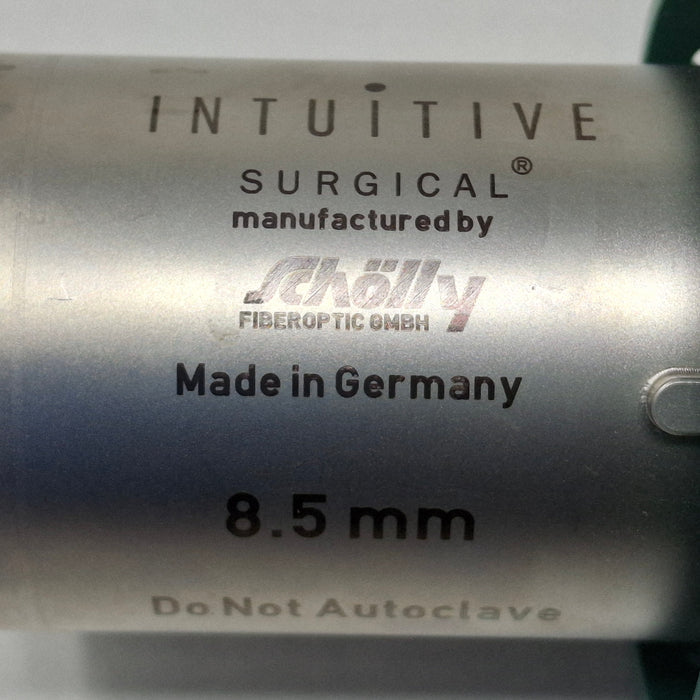 INTUITIVE
SURGICAL®
manufactured by
Schölly
FIBEROPTIC GMBH
Made in Germany
8.5 mm
Do Not Autoclave